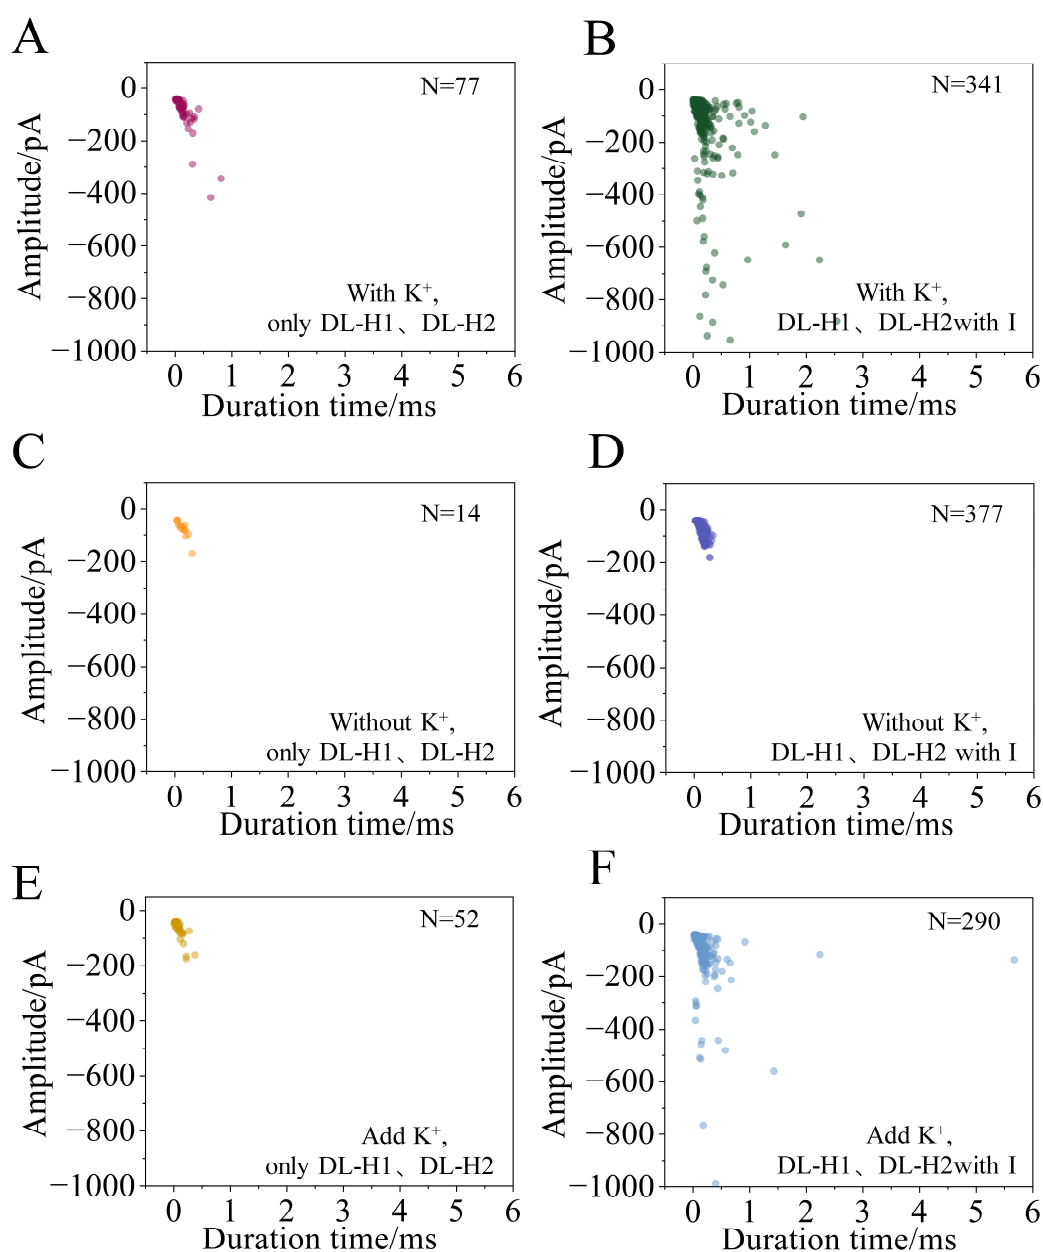 A
N=77
Amplitude/pA
0
−200
−400
−600
−800
−1000
With K⁺,
only DL-H1、DL-H2
0 1 2 3 4 5 6
Duration time/ms
B
N=341
Amplitude/pA
0
−200
−400
−600
−800
−1000
With K⁺,
DL-H1、DL-H2with I
0 1 2 3 4 5 6
Duration time/ms
C
N=14
Amplitude/pA
0
−200
−400
−600
−800
−1000
Without K⁺,
only DL-H1、DL-H2
0 1 2 3 4 5 6
Duration time/ms
D
N=377
Amplitude/pA
0
−200
−400
−600
−800
−1000
Without K⁺,
DL-H1、DL-H2 with I
0 1 2 3 4 5 6
Duration time/ms
E
N=52
Amplitude/pA
0
−200
−400
−600
−800
−1000
Add K⁺,
only DL-H1、DL-H2
0 1 2 3 4 5 6
Duration time/ms
F
N=290
Amplitude/pA
0
−200
−400
−600
−800
−1000
Add K⁺,
DL-H1、DL-H2with I
0 1 2 3 4 5 6
Duration time/ms